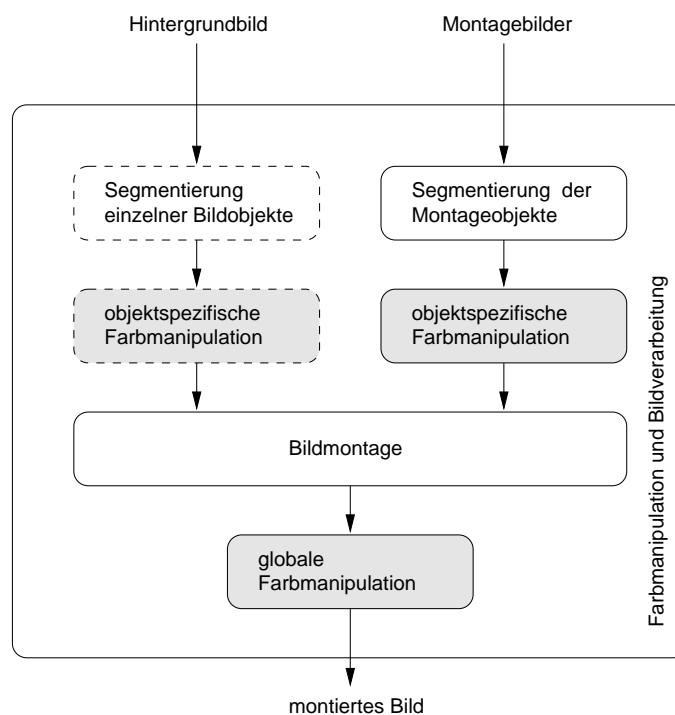 Hintergrundbild
Montagebilder
Segmentierung
einzelner Bildobjekte
Segmentierung der
Montageobjekte
objektspezifische
Farbmanipulation
objektspezifische
Farbmanipulation
Bildmontage
globale
Farbmanipulation
Farbmanipulation und Bildverarbeitung
montiertes Bild